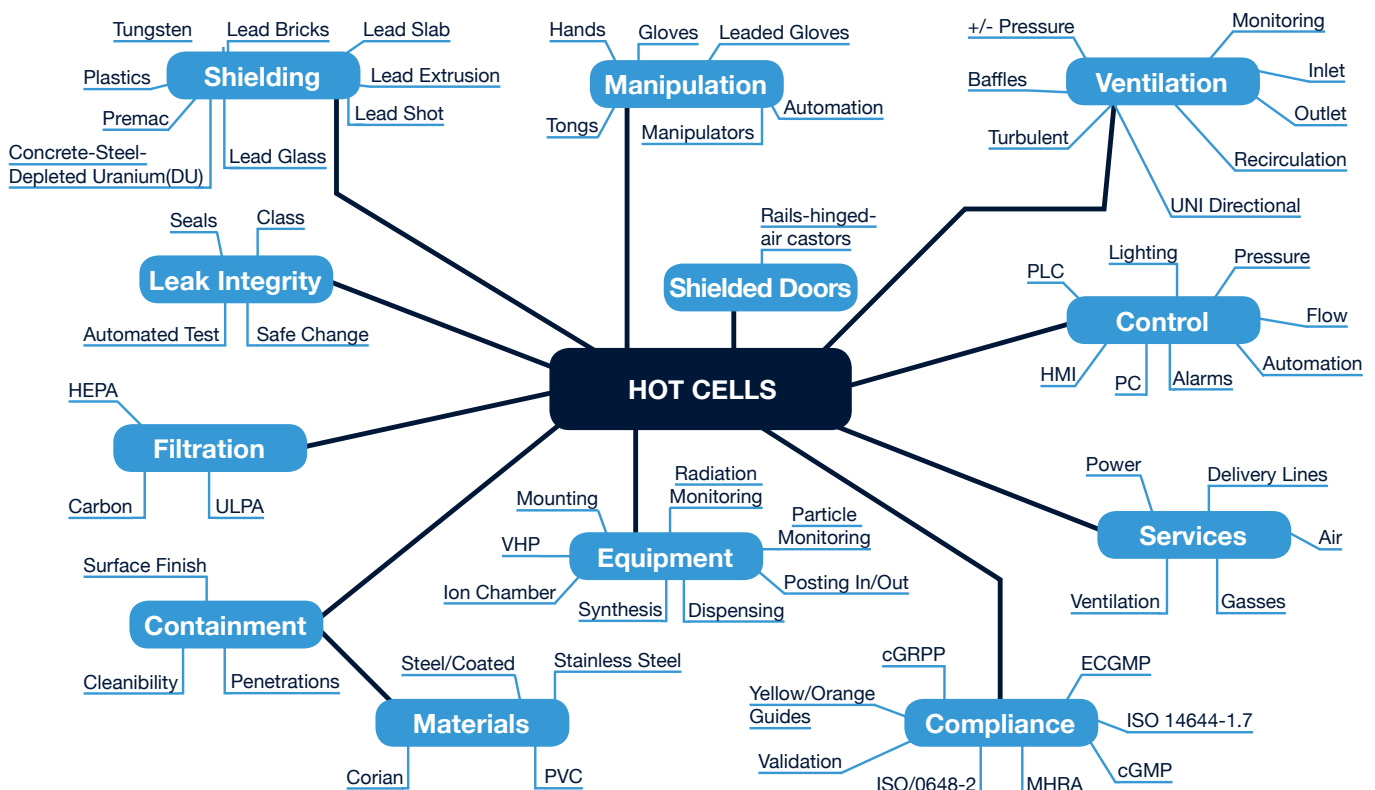 Tungsten
Lead Bricks
Lead Slab
Shielding
Plastics
Lead Extrusion
Premac
Lead Shot
Concrete-Steel-
Depleted Uranium(DU)
Lead Glass
Hands
Gloves
Leaded Gloves
Manipulation
Automation
Tongs
Manipulators
+/- Pressure
Monitoring
Ventilation
Inlet
Baffles
Outlet
Turbulent
Recirculation
UNI Directional
Seals
Class
Leak Integrity
Automated Test
Safe Change
Rails-hinged-
air castors
Shielded Doors
Lighting
PLC
Pressure
Control
Flow
Automation
HMI
PC
Alarms
HOT CELLS
HEPA
Filtration
Carbon
ULPA
Radiation
Monitoring
Mounting
Particle
Monitoring
VHP
Equipment
Ion Chamber
Posting In/Out
Synthesis
Dispensing
Power
Delivery Lines
Services
Air
Ventilation
Gasses
Surface Finish
Containment
Cleanibility
Penetrations
Steel/Coated
Stainless Steel
Materials
Corian
PVC
cGRPP
ECGMP
Yellow/Orange
Guides
Compliance
ISO 14644-1.7
Validation
cGMP
ISO/0648-2
MHRA